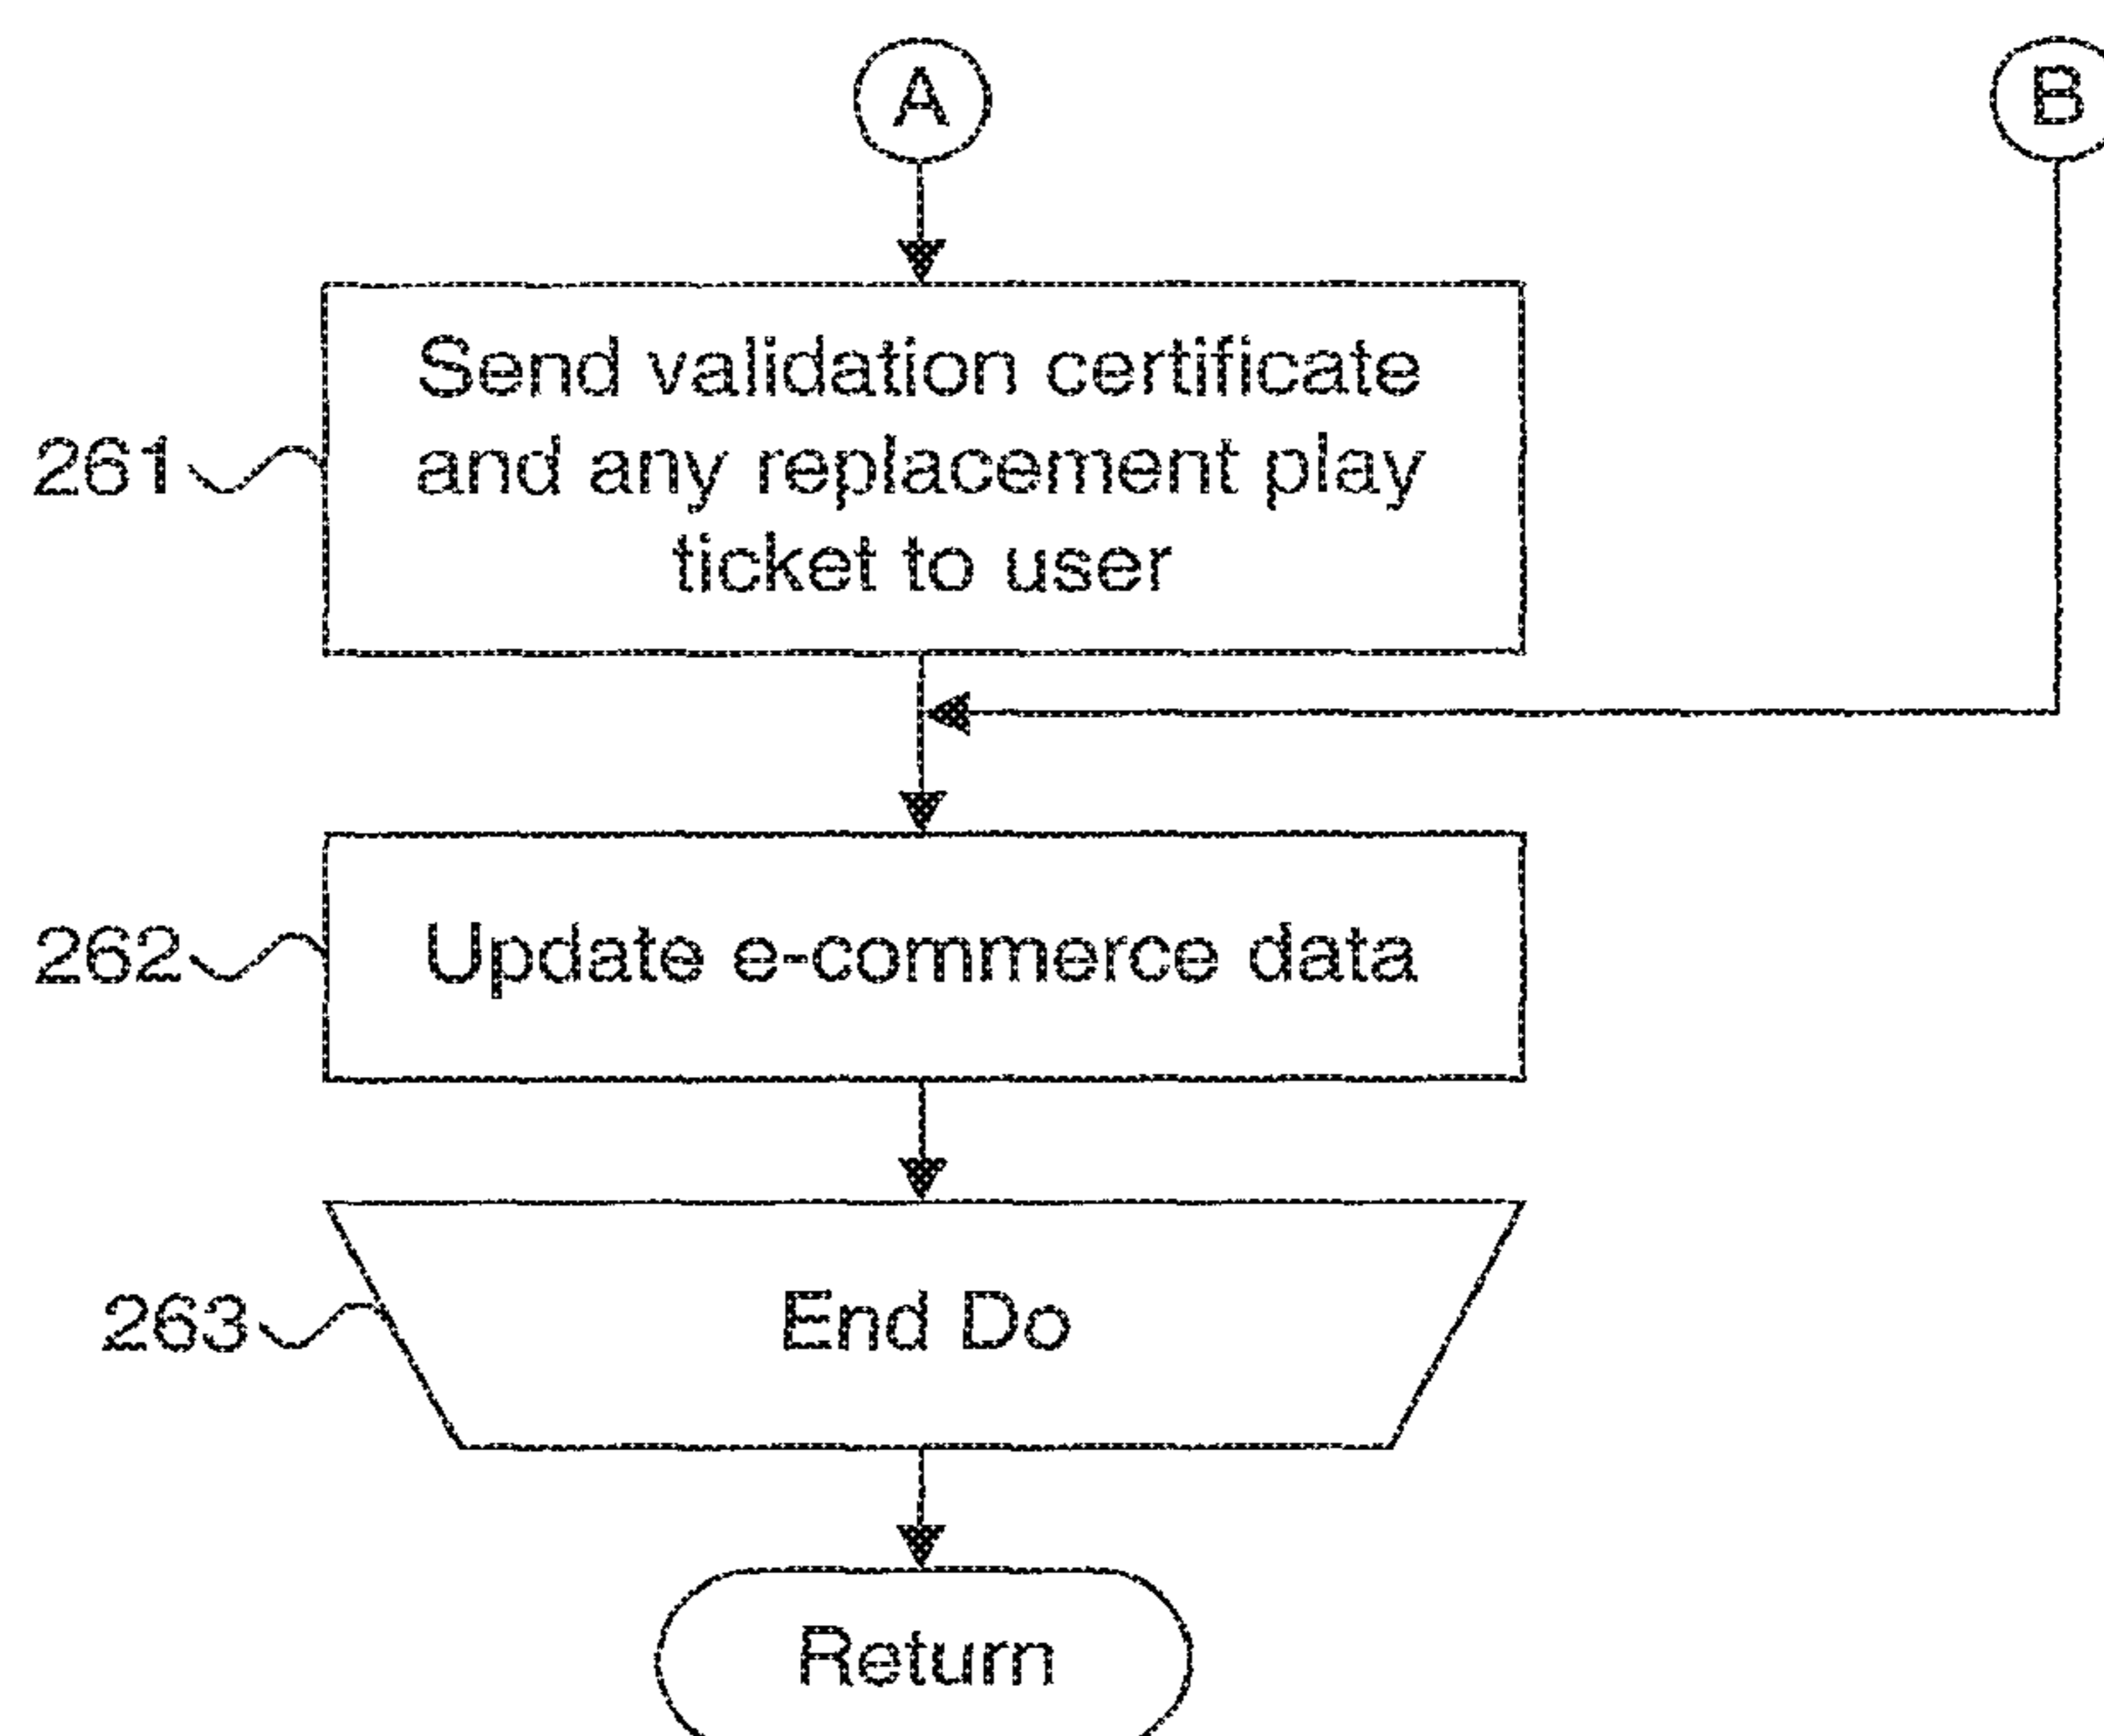 A
B
Send validation certificate
and any replacement play
ticket to user
261
262
Update e-commerce data
263
End Do
Return